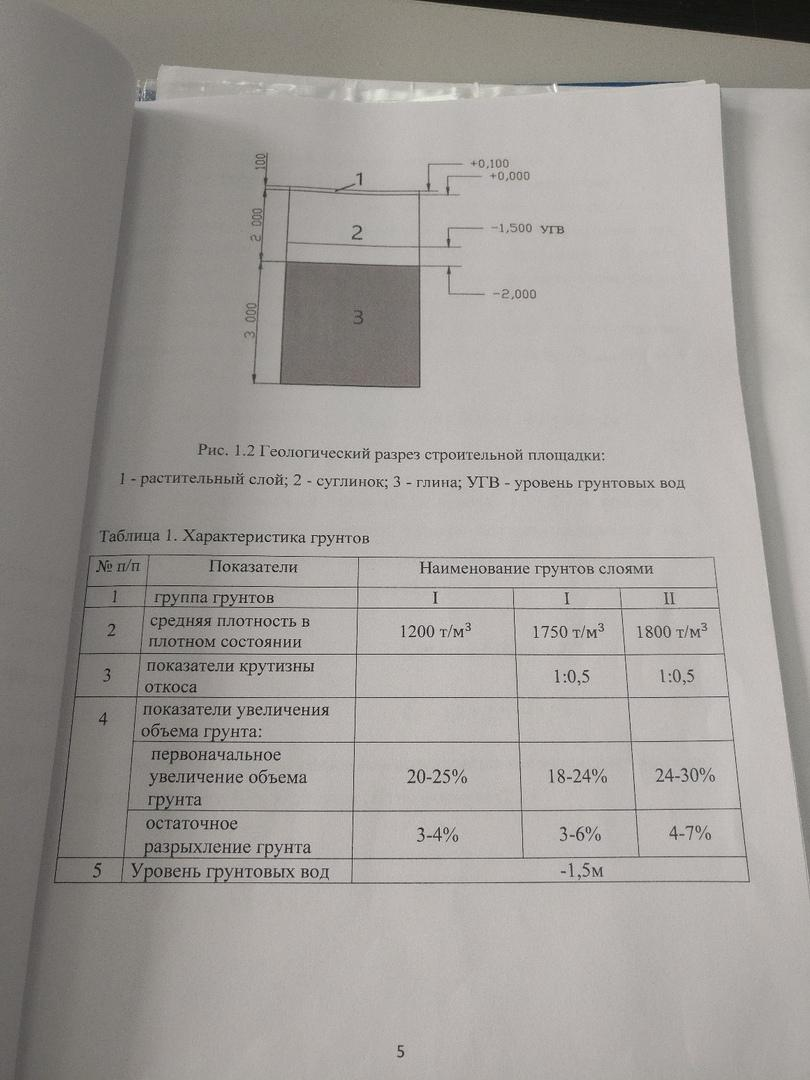 100
+0,100
1
+0,000
2 000
2
-1,500 УГВ
-2,000
3 000
3
Рис. 1.2 Геологический разрез строительной площадки:
1 - растительный слой; 2 - суглинок; 3 - глина; УГВ - уровень грунтовых вод
Таблица 1. Характеристика грунтов
№ п/п Показатели Наименование грунтов слоями
1 группа грунтов I I II
2 средняя плотность в плотном состоянии 1200 т/м³ 1750 т/м³ 1800 т/м³
3 показатели крутизны откоса 1:0,5 1:0,5
4 показатели увеличения объема грунта:
первоначальное увеличение объема грунта 20-25% 18-24% 24-30%
остаточное разрыхление грунта 3-4% 3-6% 4-7%
5 Уровень грунтовых вод -1,5м
5